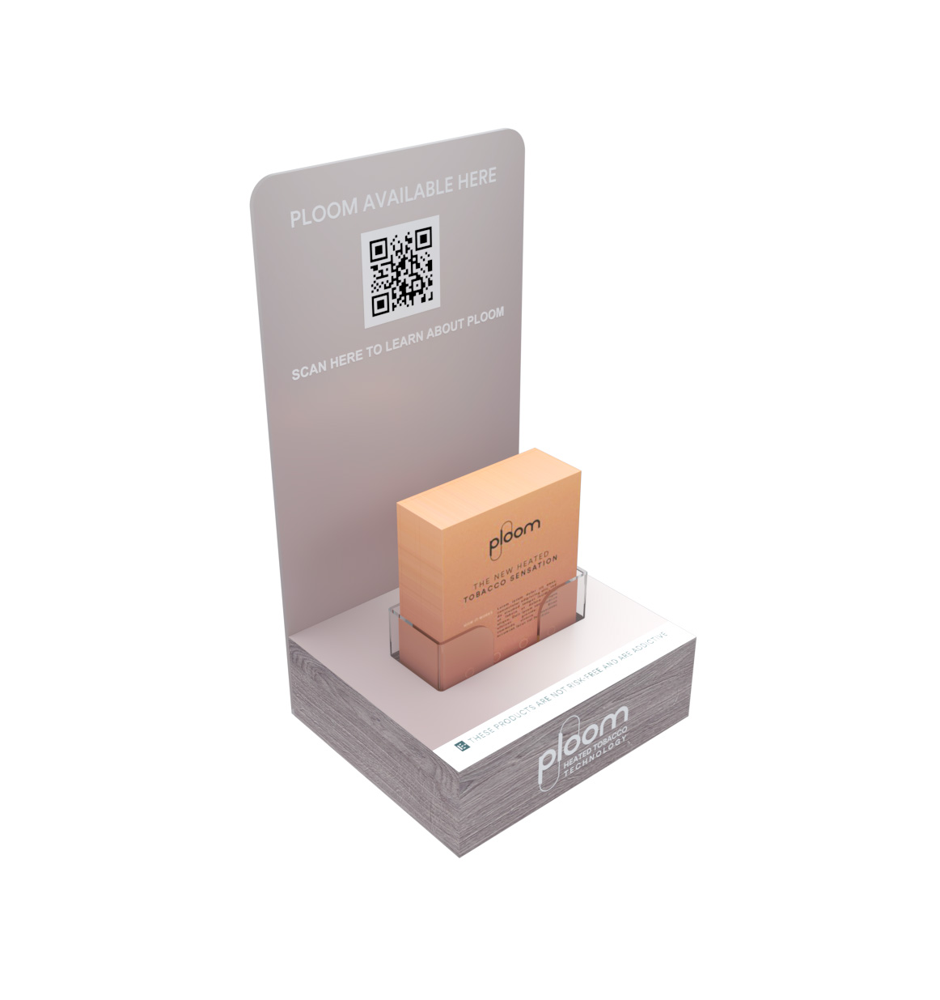 PLOOM AVAILABLE HERE
SCAN HERE TO LEARN ABOUT PLOOM
ploom
THE NEW HEATED
TOBACCO SENSATION
THESE PRODUCTS ARE NOT RISK-FREE AND ARE ADDICTIVE
ploom
HEATED TOBACCO
TECHNOLOGY